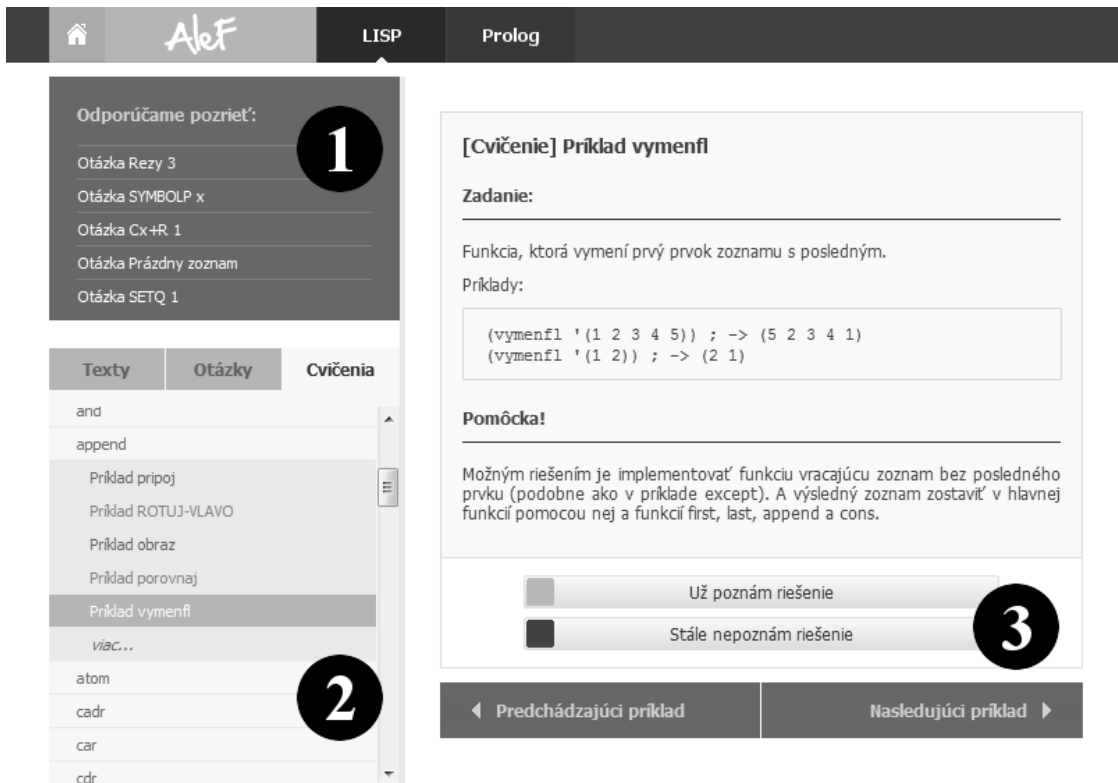 AleF
LISP
Prolog
Odporúčame pozrieť:
1
Otázka Rezy 3
Otázka SYMBOLP x
Otázka Cx+R 1
Otázka Prázdny zoznam
Otázka SETQ 1
Texty
Otázky
Cvičenia
and
append
Príklad pripoj
Príklad ROTUJ-VLAVO
Príklad obraz
Príklad porovnaj
Príklad vymenfl
viac...
atom
cadr
car
cdr
2
[Cvičenie] Príklad vymenfl
Zadanie:
Funkcia, ktorá vymení prvý prvok zoznamu s posledným.
Príklady:
(vymenfl '(1 2 3 4 5)) ; -> (5 2 3 4 1)
(vymenfl '(1 2)) ; -> (2 1)
Pomôcka!
Možným riešením je implementovať funkciu vracajúcu zoznam bez posledného
prvku (podobne ako v príklade except). A výsledný zoznam zostaviť v hlavnej
funkcií pomocou nej a funkcií first, last, append a cons.
Už poznám riešenie
Stále nepoznám riešenie
3
Predchádzajúci príklad
Nasledujúci príklad